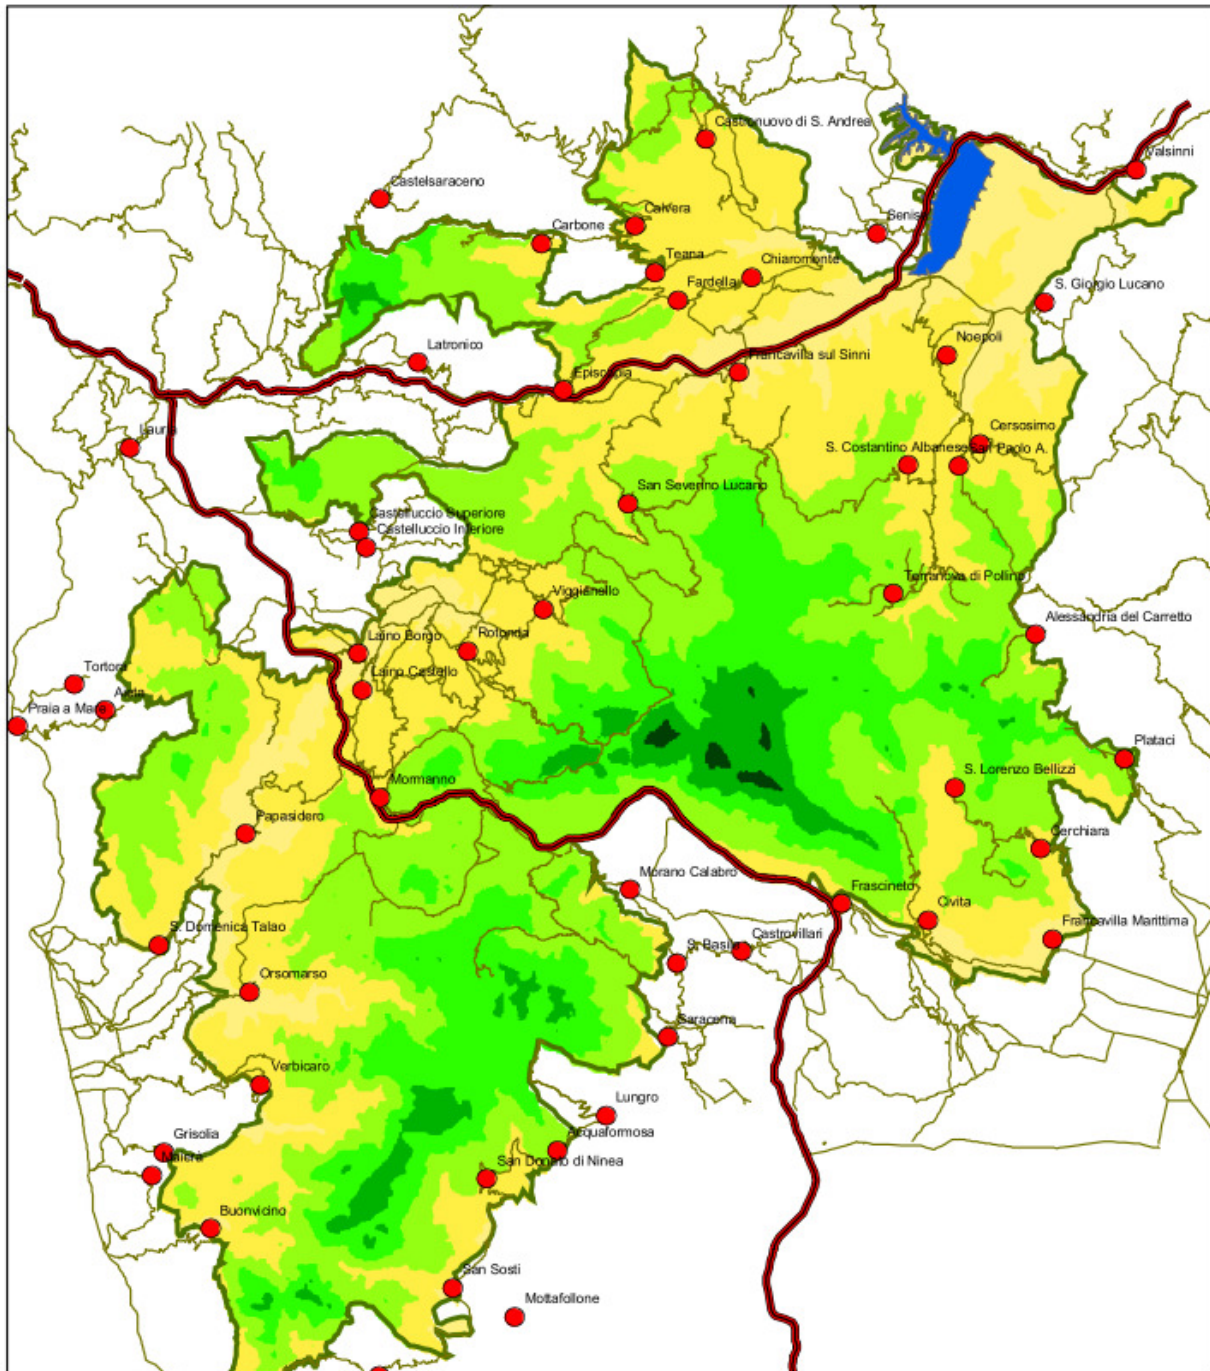 Castronuovo di S. Andrea
Valsinni
Castelsaraceno
Calvera
Senise
Carbone
Teana
Chiaromonte
Fardella
S. Giorgio Lucano
Noepoli
Latronico
Francavilla sul Sinni
Episcopia
Lauria
Cersosimo
S. Costantino Albanese
San Paolo A.
San Severino Lucano
Castelluccio Superiore
Castelluccio Inferiore
Terranova di Pollino
Viggianello
Alessandria del Carretto
Laino Borgo
Rotonda
Tortora
Laino Castello
Aieta
Praia a Mare
Plataci
Mormanno
S. Lorenzo Bellizzi
Papasidero
Cerchiara
Morano Calabro
Frascineto
Civita
Francavilla Marittima
S. Domenica Talao
S. Basile
Castrovillari
Orsomarso
Saracena
Verbicaro
Lungro
Grisolia
Acquaformosa
Maierà
San Donato di Ninea
Buonvicino
San Sosti
Mottafollone